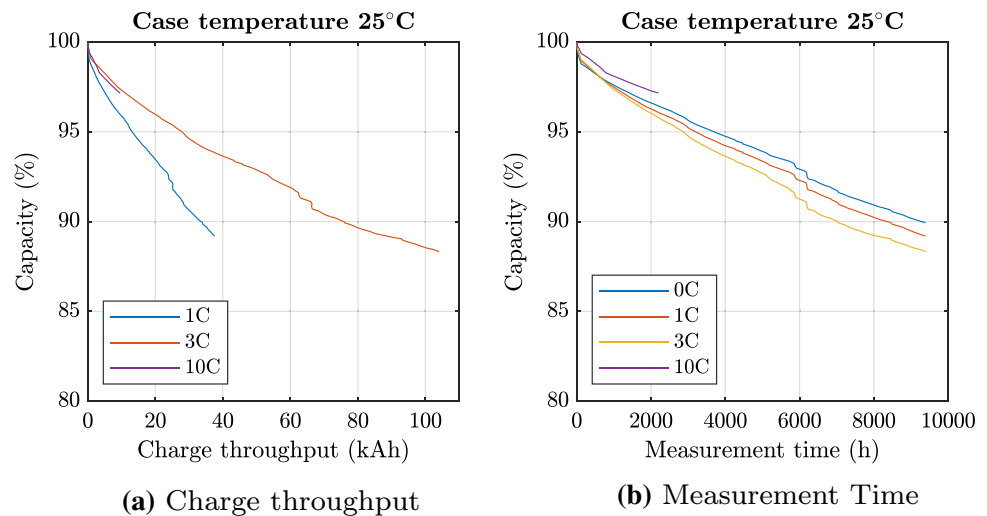 Case temperature 25°C
100
95
90
85
80
0 20 40 60 80 100
Capacity (%)
Charge throughput (kAh)
1C
3C
10C
(a) Charge throughput
Case temperature 25°C
100
95
90
85
80
0 2000 4000 6000 8000 10000
Capacity (%)
Measurement time (h)
0C
1C
3C
10C
(b) Measurement Time